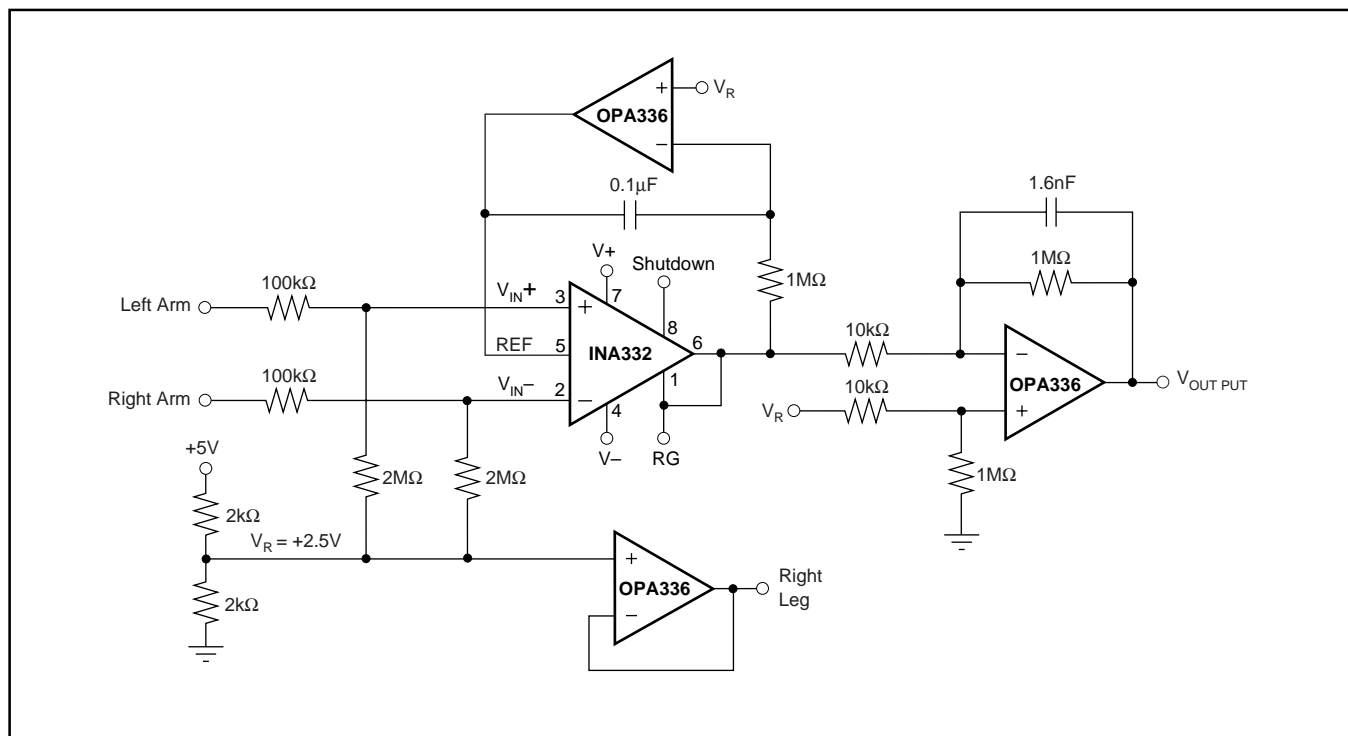 +
OPA336
−
V_R
0.1μF
1.6nF
V+
Shutdown
1MΩ
1MΩ
100kΩ
Left Arm
V_IN+
3
+
7
8
REF
5
INA332
6
10kΩ
−
100kΩ
Right Arm
V_IN−
2
−
4
1
V−
RG
10kΩ
V_R
+
OPA336
V_OUT PUT
1MΩ
+5V
2MΩ
2MΩ
2kΩ
V_R = +2.5V
2kΩ
+
OPA336
−
Right
Leg